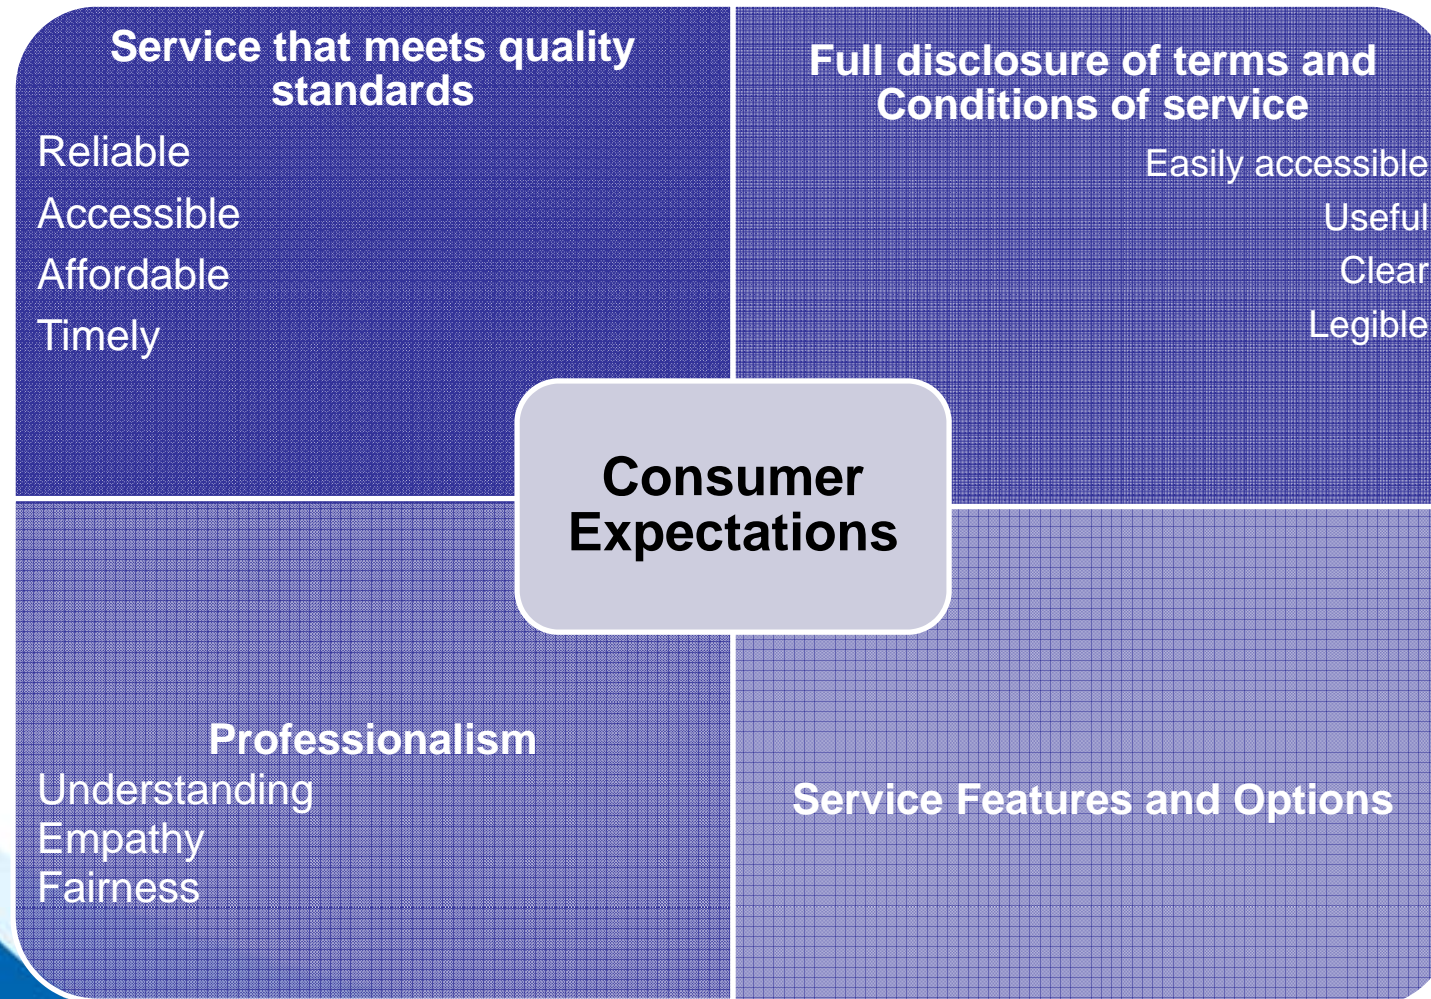 Service that meets quality
standards
Reliable
Accessible
Affordable
Timely
Full disclosure of terms and
Conditions of service
Easily accessible
Useful
Clear
Legible
Consumer
Expectations
Professionalism
Understanding
Empathy
Fairness
Service Features and Options